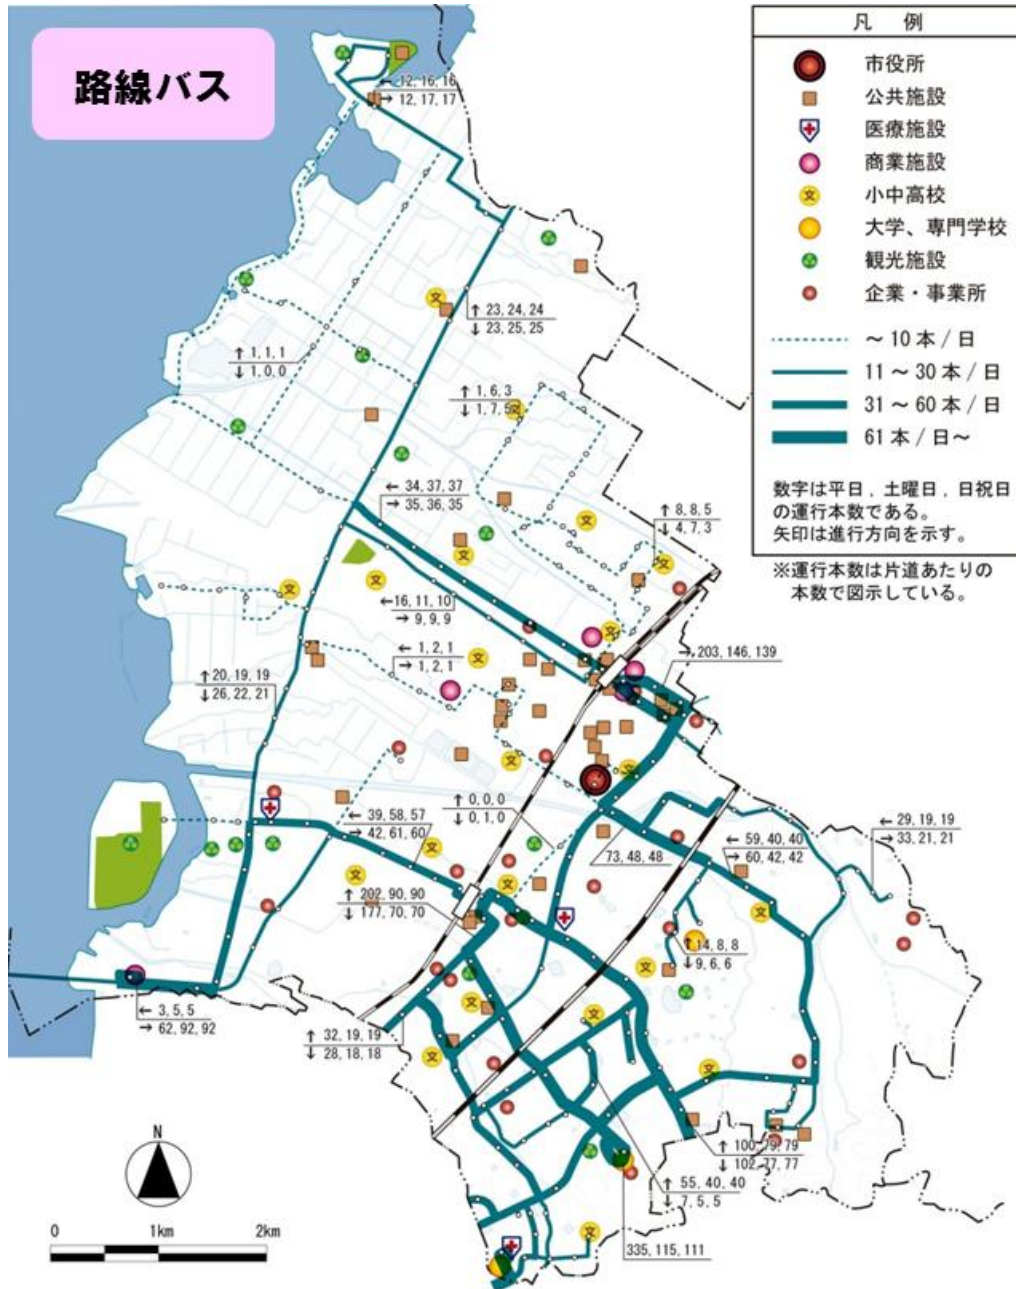 路線バス
凡 例
市役所
公共施設
医療施設
商業施設
小中高校
大学、専門学校
観光施設
企業・事業所
～10本/日
11～30本/日
31～60本/日
61本/日～
数字は平日，土曜日，日祝日
の運行本数である。
矢印は進行方向を示す。
※運行本数は片道あたりの
本数で図示している。
← 12, 16, 16
→ 12, 17, 17
↑ 23, 24, 24
↓ 23, 25, 25
↑ 1, 1, 1
↓ 1, 0, 0
↑ 1, 6, 3
↓ 1, 7, 5
← 34, 37, 37
→ 35, 36, 35
↑ 8, 8, 5
↓ 4, 7, 3
←16, 11, 10
→ 9, 9, 9
← 1, 2, 1
→ 1, 2, 1
→ 203, 146, 139
↑ 20, 19, 19
↓ 26, 22, 21
↑ 0, 0, 0
↓ 0, 1, 0
← 39, 58, 57
→ 42, 61, 60
73, 48, 48
← 59, 40, 40
→ 60, 42, 42
← 29, 19, 19
→ 33, 21, 21
↑ 202, 90, 90
↓ 177, 70, 70
↑ 14, 8, 8
↓ 9, 6, 6
← 3, 5, 5
→ 62, 92, 92
↑ 32, 19, 19
↓ 28, 18, 18
↑ 100, 79, 79
↓ 102, 77, 77
↑ 55, 40, 40
↓ 7, 5, 5
335, 115, 111
N
0 1km 2km